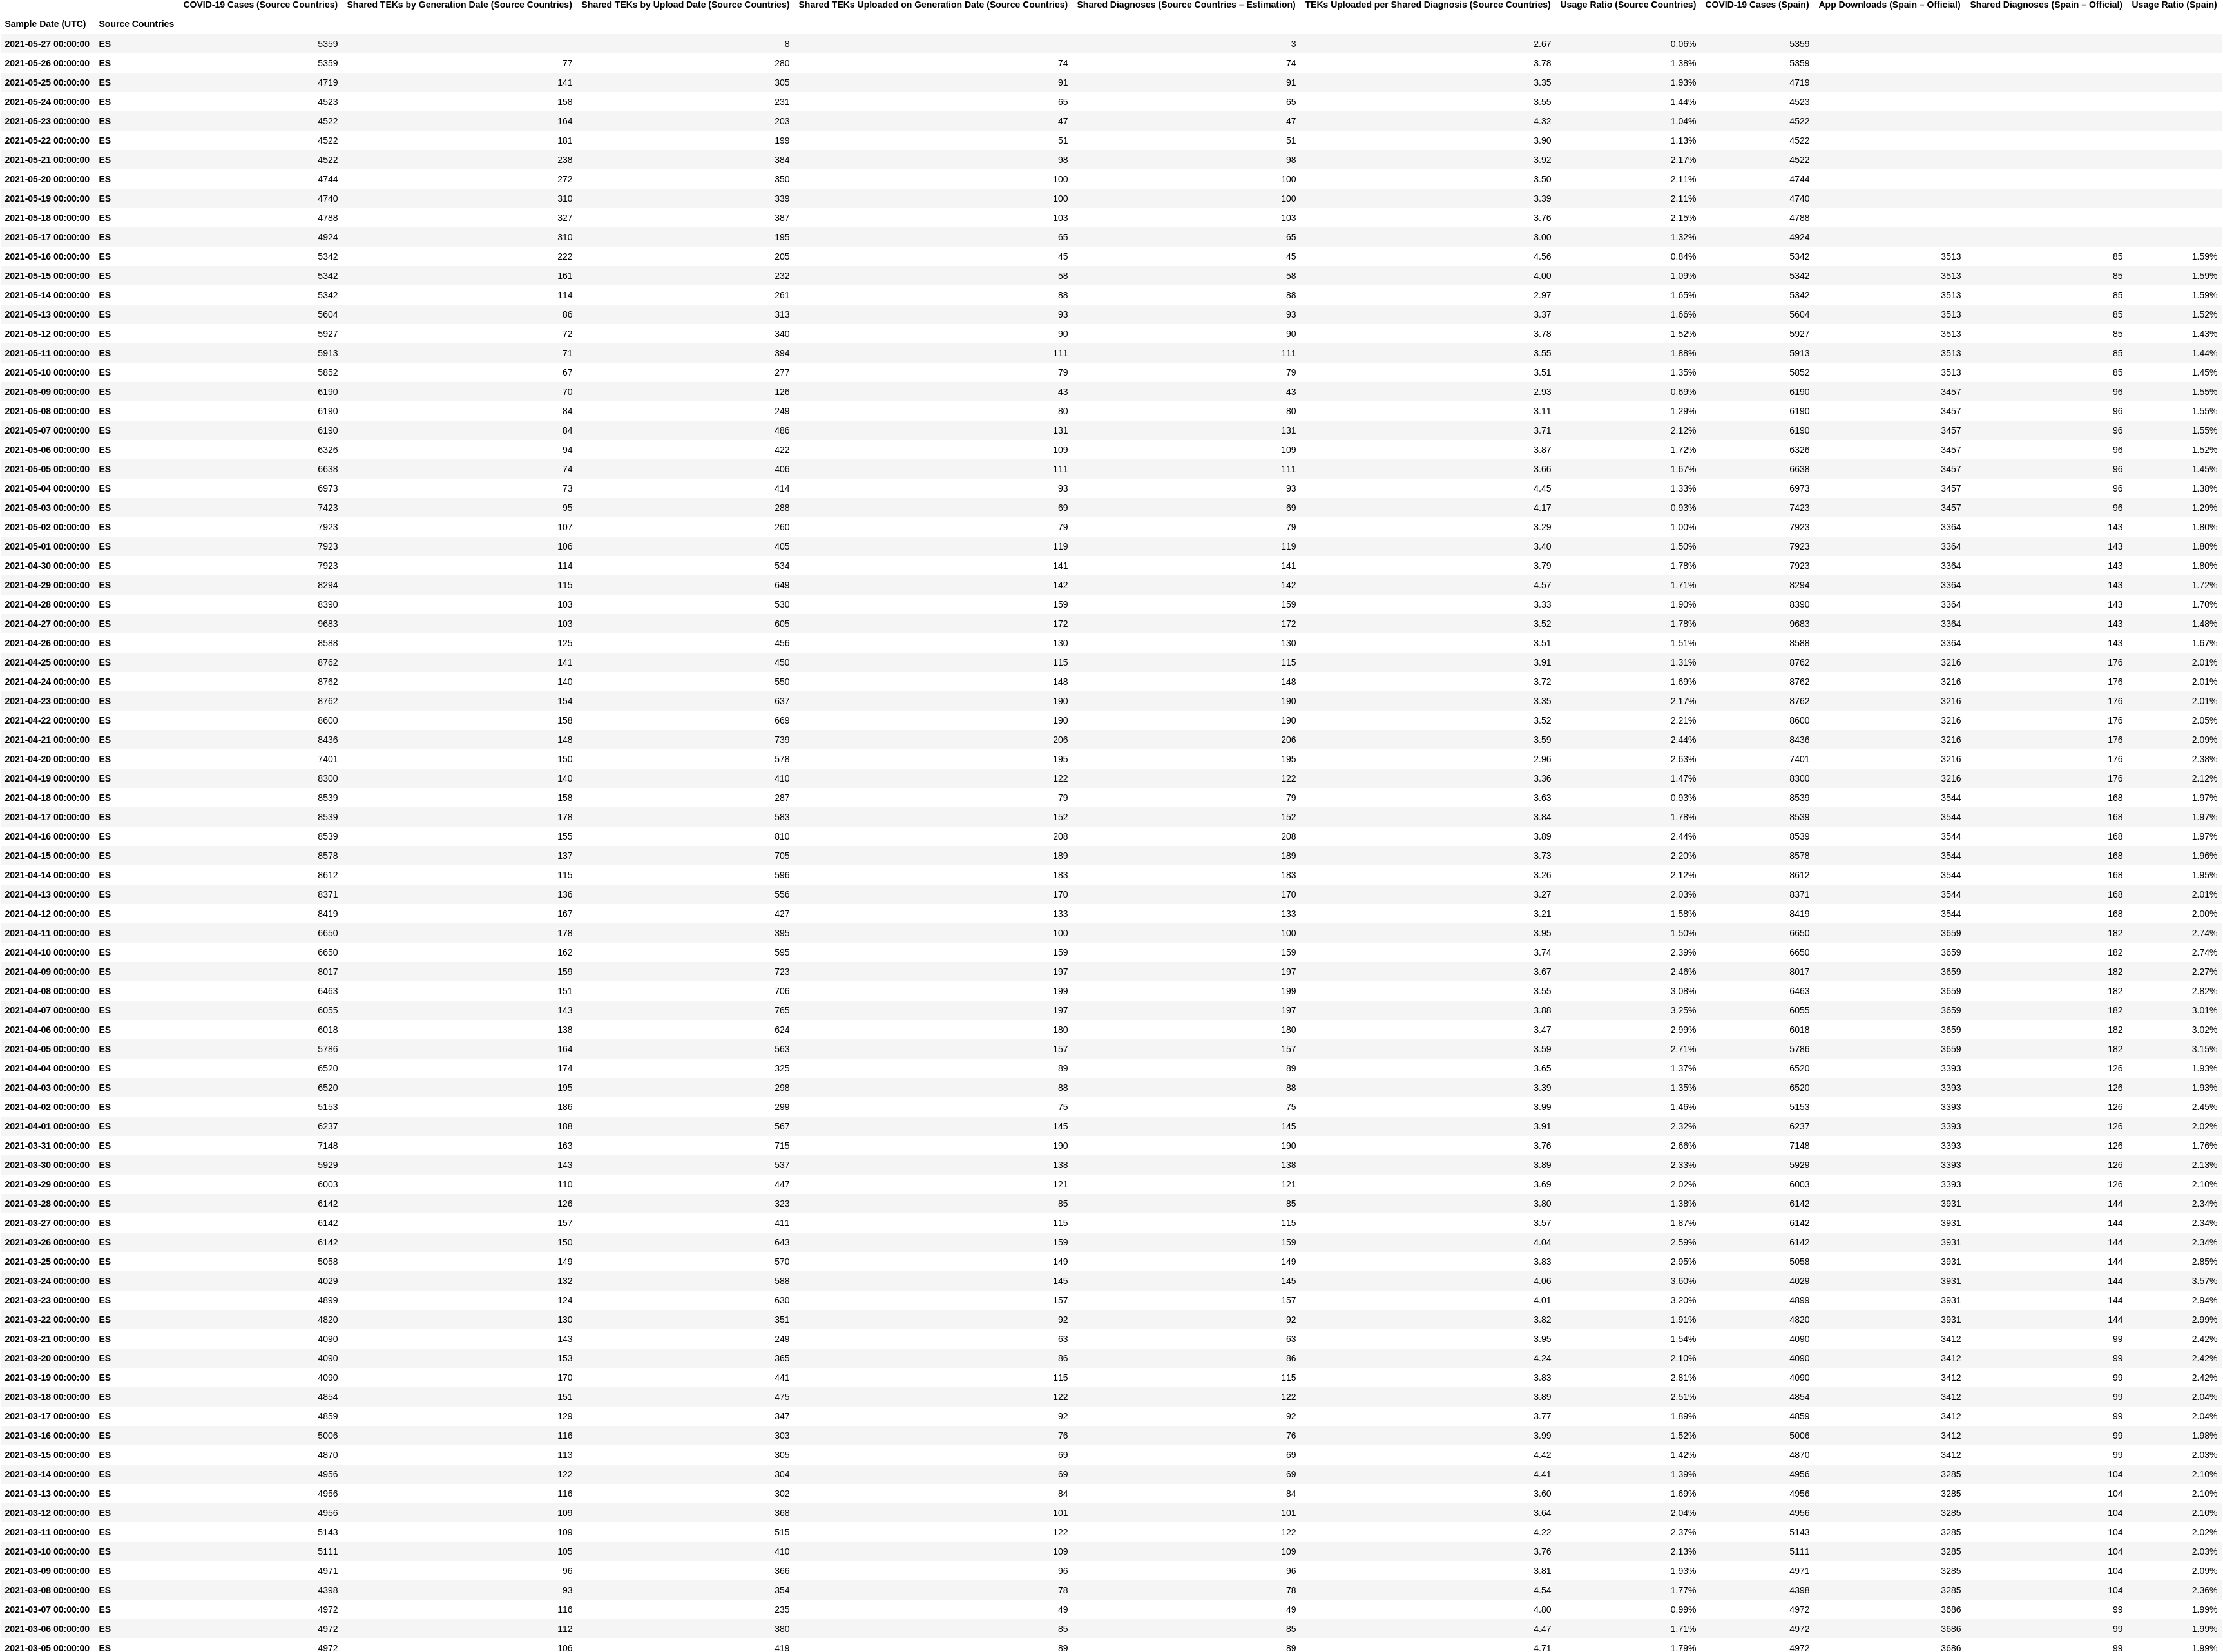 COVID-19 Cases (Source Countries) Shared TEKs by Generation Date (Source Countries) Shared TEKs by Upload Date (Source Countries) Shared TEKs Uploaded on Generation Date (Source Countries) Shared Diagnoses (Source Countries – Estimation) TEKs Uploaded per Shared Diagnosis (Source Countries) Usage Ratio (Source Countries) COVID-19 Cases (Spain) App Downloads (Spain – Official) Shared Diagnoses (Spain – Official) Usage Ratio (Spain)
Sample Date (UTC) Source Countries
2021-05-27 00:00:00 ES 5359 8 3 2.67 0.06% 5359
2021-05-26 00:00:00 ES 5359 77 280 74 74 3.78 1.38% 5359
2021-05-25 00:00:00 ES 4719 141 305 91 91 3.35 1.93% 4719
2021-05-24 00:00:00 ES 4523 158 231 65 65 3.55 1.44% 4523
2021-05-23 00:00:00 ES 4522 164 203 47 47 4.32 1.04% 4522
2021-05-22 00:00:00 ES 4522 181 199 51 51 3.90 1.13% 4522
2021-05-21 00:00:00 ES 4522 238 384 98 98 3.92 2.17% 4522
2021-05-20 00:00:00 ES 4744 272 350 100 100 3.50 2.11% 4744
2021-05-19 00:00:00 ES 4740 310 339 100 100 3.39 2.11% 4740
2021-05-18 00:00:00 ES 4788 327 387 103 103 3.76 2.15% 4788
2021-05-17 00:00:00 ES 4924 310 195 65 65 3.00 1.32% 4924
2021-05-16 00:00:00 ES 5342 222 205 45 45 4.56 0.84% 5342 3513 85 1.59%
2021-05-15 00:00:00 ES 5342 161 232 58 58 4.00 1.09% 5342 3513 85 1.59%
2021-05-14 00:00:00 ES 5342 114 261 88 88 2.97 1.65% 5342 3513 85 1.59%
2021-05-13 00:00:00 ES 5604 86 313 93 93 3.37 1.66% 5604 3513 85 1.52%
2021-05-12 00:00:00 ES 5927 72 340 90 90 3.78 1.52% 5927 3513 85 1.43%
2021-05-11 00:00:00 ES 5913 71 394 111 111 3.55 1.88% 5913 3513 85 1.44%
2021-05-10 00:00:00 ES 5852 67 277 79 79 3.51 1.35% 5852 3513 85 1.45%
2021-05-09 00:00:00 ES 6190 70 126 43 43 2.93 0.69% 6190 3457 96 1.55%
2021-05-08 00:00:00 ES 6190 84 249 80 80 3.11 1.29% 6190 3457 96 1.55%
2021-05-07 00:00:00 ES 6190 84 486 131 131 3.71 2.12% 6190 3457 96 1.55%
2021-05-06 00:00:00 ES 6326 94 422 109 109 3.87 1.72% 6326 3457 96 1.52%
2021-05-05 00:00:00 ES 6638 74 406 111 111 3.66 1.67% 6638 3457 96 1.45%
2021-05-04 00:00:00 ES 6973 73 414 93 93 4.45 1.33% 6973 3457 96 1.38%
2021-05-03 00:00:00 ES 7423 95 288 69 69 4.17 0.93% 7423 3457 96 1.29%
2021-05-02 00:00:00 ES 7923 107 260 79 79 3.29 1.00% 7923 3364 143 1.80%
2021-05-01 00:00:00 ES 7923 106 405 119 119 3.40 1.50% 7923 3364 143 1.80%
2021-04-30 00:00:00 ES 7923 114 534 141 141 3.79 1.78% 7923 3364 143 1.80%
2021-04-29 00:00:00 ES 8294 115 649 142 142 4.57 1.71% 8294 3364 143 1.72%
2021-04-28 00:00:00 ES 8390 103 530 159 159 3.33 1.90% 8390 3364 143 1.70%
2021-04-27 00:00:00 ES 9683 103 605 172 172 3.52 1.78% 9683 3364 143 1.48%
2021-04-26 00:00:00 ES 8588 125 456 130 130 3.51 1.51% 8588 3364 143 1.67%
2021-04-25 00:00:00 ES 8762 141 450 115 115 3.91 1.31% 8762 3216 176 2.01%
2021-04-24 00:00:00 ES 8762 140 550 148 148 3.72 1.69% 8762 3216 176 2.01%
2021-04-23 00:00:00 ES 8762 154 637 190 190 3.35 2.17% 8762 3216 176 2.01%
2021-04-22 00:00:00 ES 8600 158 669 190 190 3.52 2.21% 8600 3216 176 2.05%
2021-04-21 00:00:00 ES 8436 148 739 206 206 3.59 2.44% 8436 3216 176 2.09%
2021-04-20 00:00:00 ES 7401 150 578 195 195 2.96 2.63% 7401 3216 176 2.38%
2021-04-19 00:00:00 ES 8300 140 410 122 122 3.36 1.47% 8300 3216 176 2.12%
2021-04-18 00:00:00 ES 8539 158 287 79 79 3.63 0.93% 8539 3544 168 1.97%
2021-04-17 00:00:00 ES 8539 178 583 152 152 3.84 1.78% 8539 3544 168 1.97%
2021-04-16 00:00:00 ES 8539 155 810 208 208 3.89 2.44% 8539 3544 168 1.97%
2021-04-15 00:00:00 ES 8578 137 705 189 189 3.73 2.20% 8578 3544 168 1.96%
2021-04-14 00:00:00 ES 8612 115 596 183 183 3.26 2.12% 8612 3544 168 1.95%
2021-04-13 00:00:00 ES 8371 136 556 170 170 3.27 2.03% 8371 3544 168 2.01%
2021-04-12 00:00:00 ES 8419 167 427 133 133 3.21 1.58% 8419 3544 168 2.00%
2021-04-11 00:00:00 ES 6650 178 395 100 100 3.95 1.50% 6650 3659 182 2.74%
2021-04-10 00:00:00 ES 6650 162 595 159 159 3.74 2.39% 6650 3659 182 2.74%
2021-04-09 00:00:00 ES 8017 159 723 197 197 3.67 2.46% 8017 3659 182 2.27%
2021-04-08 00:00:00 ES 6463 151 706 199 199 3.55 3.08% 6463 3659 182 2.82%
2021-04-07 00:00:00 ES 6055 143 765 197 197 3.88 3.25% 6055 3659 182 3.01%
2021-04-06 00:00:00 ES 6018 138 624 180 180 3.47 2.99% 6018 3659 182 3.02%
2021-04-05 00:00:00 ES 5786 164 563 157 157 3.59 2.71% 5786 3659 182 3.15%
2021-04-04 00:00:00 ES 6520 174 325 89 89 3.65 1.37% 6520 3393 126 1.93%
2021-04-03 00:00:00 ES 6520 195 298 88 88 3.39 1.35% 6520 3393 126 1.93%
2021-04-02 00:00:00 ES 5153 186 299 75 75 3.99 1.46% 5153 3393 126 2.45%
2021-04-01 00:00:00 ES 6237 188 567 145 145 3.91 2.32% 6237 3393 126 2.02%
2021-03-31 00:00:00 ES 7148 163 715 190 190 3.76 2.66% 7148 3393 126 1.76%
2021-03-30 00:00:00 ES 5929 143 537 138 138 3.89 2.33% 5929 3393 126 2.13%
2021-03-29 00:00:00 ES 6003 110 447 121 121 3.69 2.02% 6003 3393 126 2.10%
2021-03-28 00:00:00 ES 6142 126 323 85 85 3.80 1.38% 6142 3931 144 2.34%
2021-03-27 00:00:00 ES 6142 157 411 115 115 3.57 1.87% 6142 3931 144 2.34%
2021-03-26 00:00:00 ES 6142 150 643 159 159 4.04 2.59% 6142 3931 144 2.34%
2021-03-25 00:00:00 ES 5058 149 570 149 149 3.83 2.95% 5058 3931 144 2.85%
2021-03-24 00:00:00 ES 4029 132 588 145 145 4.06 3.60% 4029 3931 144 3.57%
2021-03-23 00:00:00 ES 4899 124 630 157 157 4.01 3.20% 4899 3931 144 2.94%
2021-03-22 00:00:00 ES 4820 130 351 92 92 3.82 1.91% 4820 3931 144 2.99%
2021-03-21 00:00:00 ES 4090 143 249 63 63 3.95 1.54% 4090 3412 99 2.42%
2021-03-20 00:00:00 ES 4090 153 365 86 86 4.24 2.10% 4090 3412 99 2.42%
2021-03-19 00:00:00 ES 4090 170 441 115 115 3.83 2.81% 4090 3412 99 2.42%
2021-03-18 00:00:00 ES 4854 151 475 122 122 3.89 2.51% 4854 3412 99 2.04%
2021-03-17 00:00:00 ES 4859 129 347 92 92 3.77 1.89% 4859 3412 99 2.04%
2021-03-16 00:00:00 ES 5006 116 303 76 76 3.99 1.52% 5006 3412 99 1.98%
2021-03-15 00:00:00 ES 4870 113 305 69 69 4.42 1.42% 4870 3412 99 2.03%
2021-03-14 00:00:00 ES 4956 122 304 69 69 4.41 1.39% 4956 3285 104 2.10%
2021-03-13 00:00:00 ES 4956 116 302 84 84 3.60 1.69% 4956 3285 104 2.10%
2021-03-12 00:00:00 ES 4956 109 368 101 101 3.64 2.04% 4956 3285 104 2.10%
2021-03-11 00:00:00 ES 5143 109 515 122 122 4.22 2.37% 5143 3285 104 2.02%
2021-03-10 00:00:00 ES 5111 105 410 109 109 3.76 2.13% 5111 3285 104 2.03%
2021-03-09 00:00:00 ES 4971 96 366 96 96 3.81 1.93% 4971 3285 104 2.09%
2021-03-08 00:00:00 ES 4398 93 354 78 78 4.54 1.77% 4398 3285 104 2.36%
2021-03-07 00:00:00 ES 4972 116 235 49 49 4.80 0.99% 4972 3686 99 1.99%
2021-03-06 00:00:00 ES 4972 112 380 85 85 4.47 1.71% 4972 3686 99 1.99%
2021-03-05 00:00:00 ES 4972 106 419 89 89 4.71 1.79% 4972 3686 99 1.99%